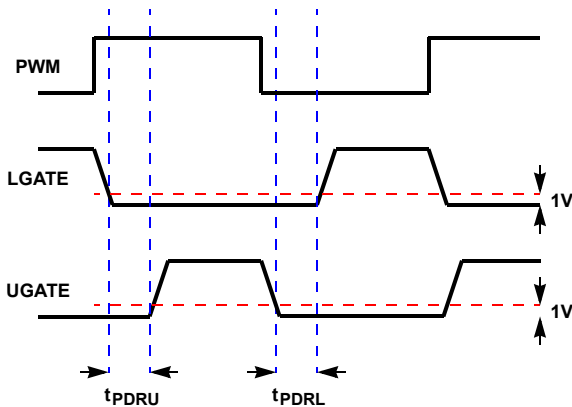 PWM
LGATE
1V
UGATE
1V
tPDRU
tPDRL